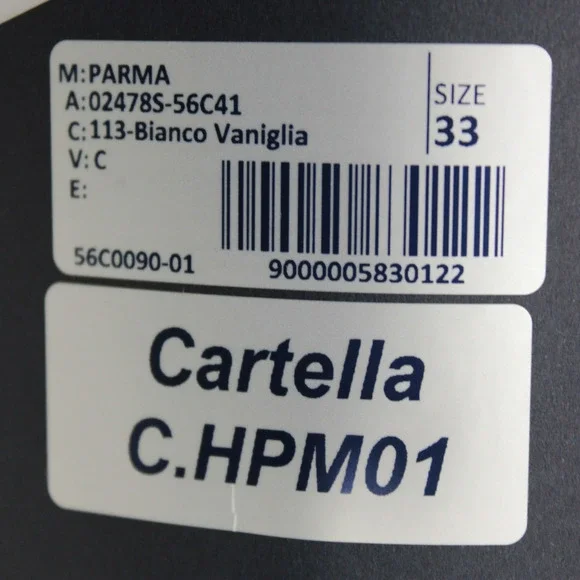 M:PARMA
A:02478S-56C41
C:113-Bianco Vaniglia
V:C
E:
SIZE
33
56C0090-01
9000005830122
Cartella
C.HPM01